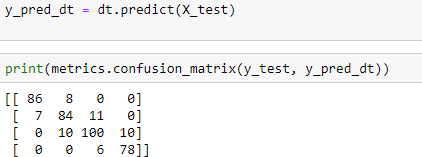 y_pred_dt = dt.predict(X_test)
print(metrics.confusion_matrix(y_test, y_pred_dt))
[[ 86   8   0   0]
 [  7  84  11   0]
 [  0  10 100  10]
 [  0   0   6  78]]